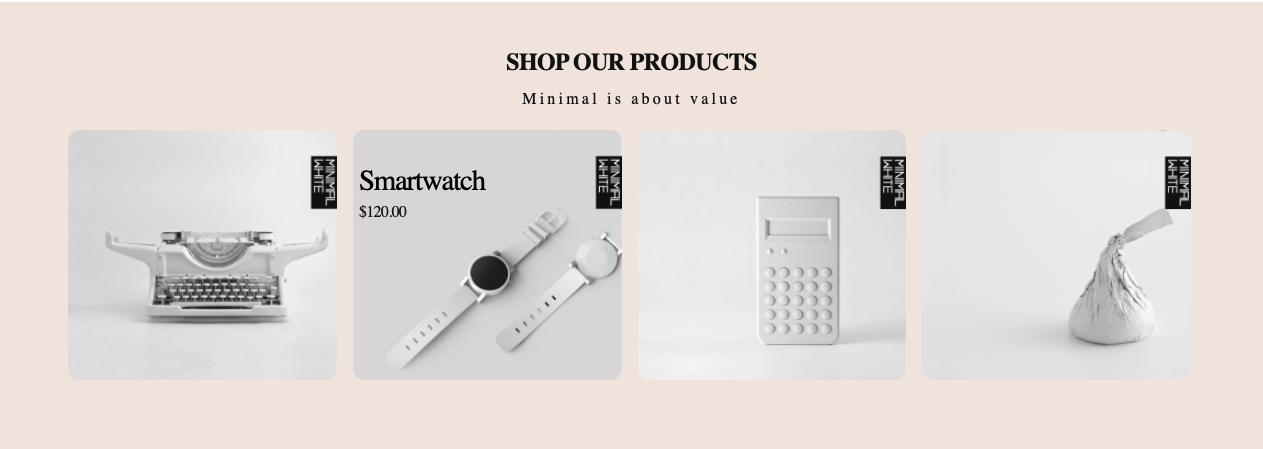 SHOP OUR PRODUCTS
Minimal is about value
MINIMAL
WHITE
Smartwatch
$120.00
MINIMAL
WHITE
MINIMAL
WHITE
MINIMAL
WHITE